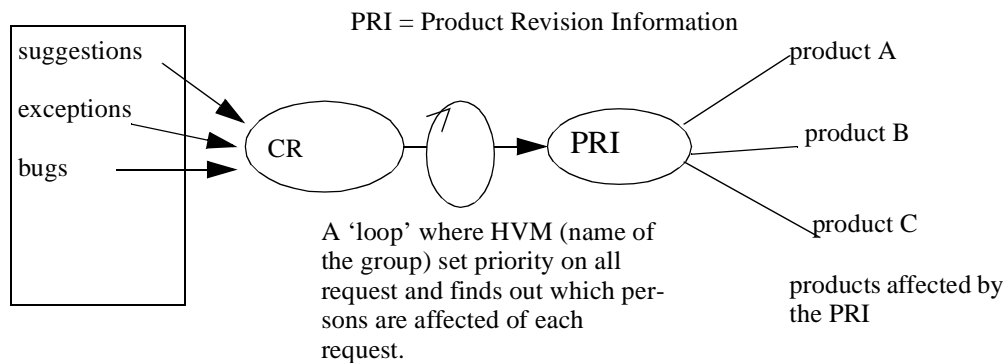 PRI = Product Revision Information
suggestions
exceptions
bugs
CR
PRI
product A
product B
product C
A ‘loop’ where HVM (name of
the group) set priority on all
request and finds out which per-
sons are affected of each
request.
products affected by
the PRI